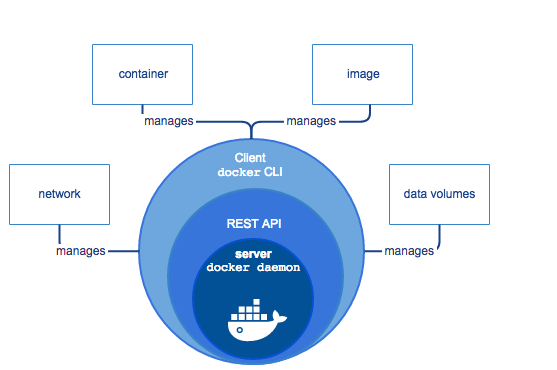 container
image
manages
manages
Client
docker CLI
network
data volumes
REST API
manages
manages
server
docker daemon